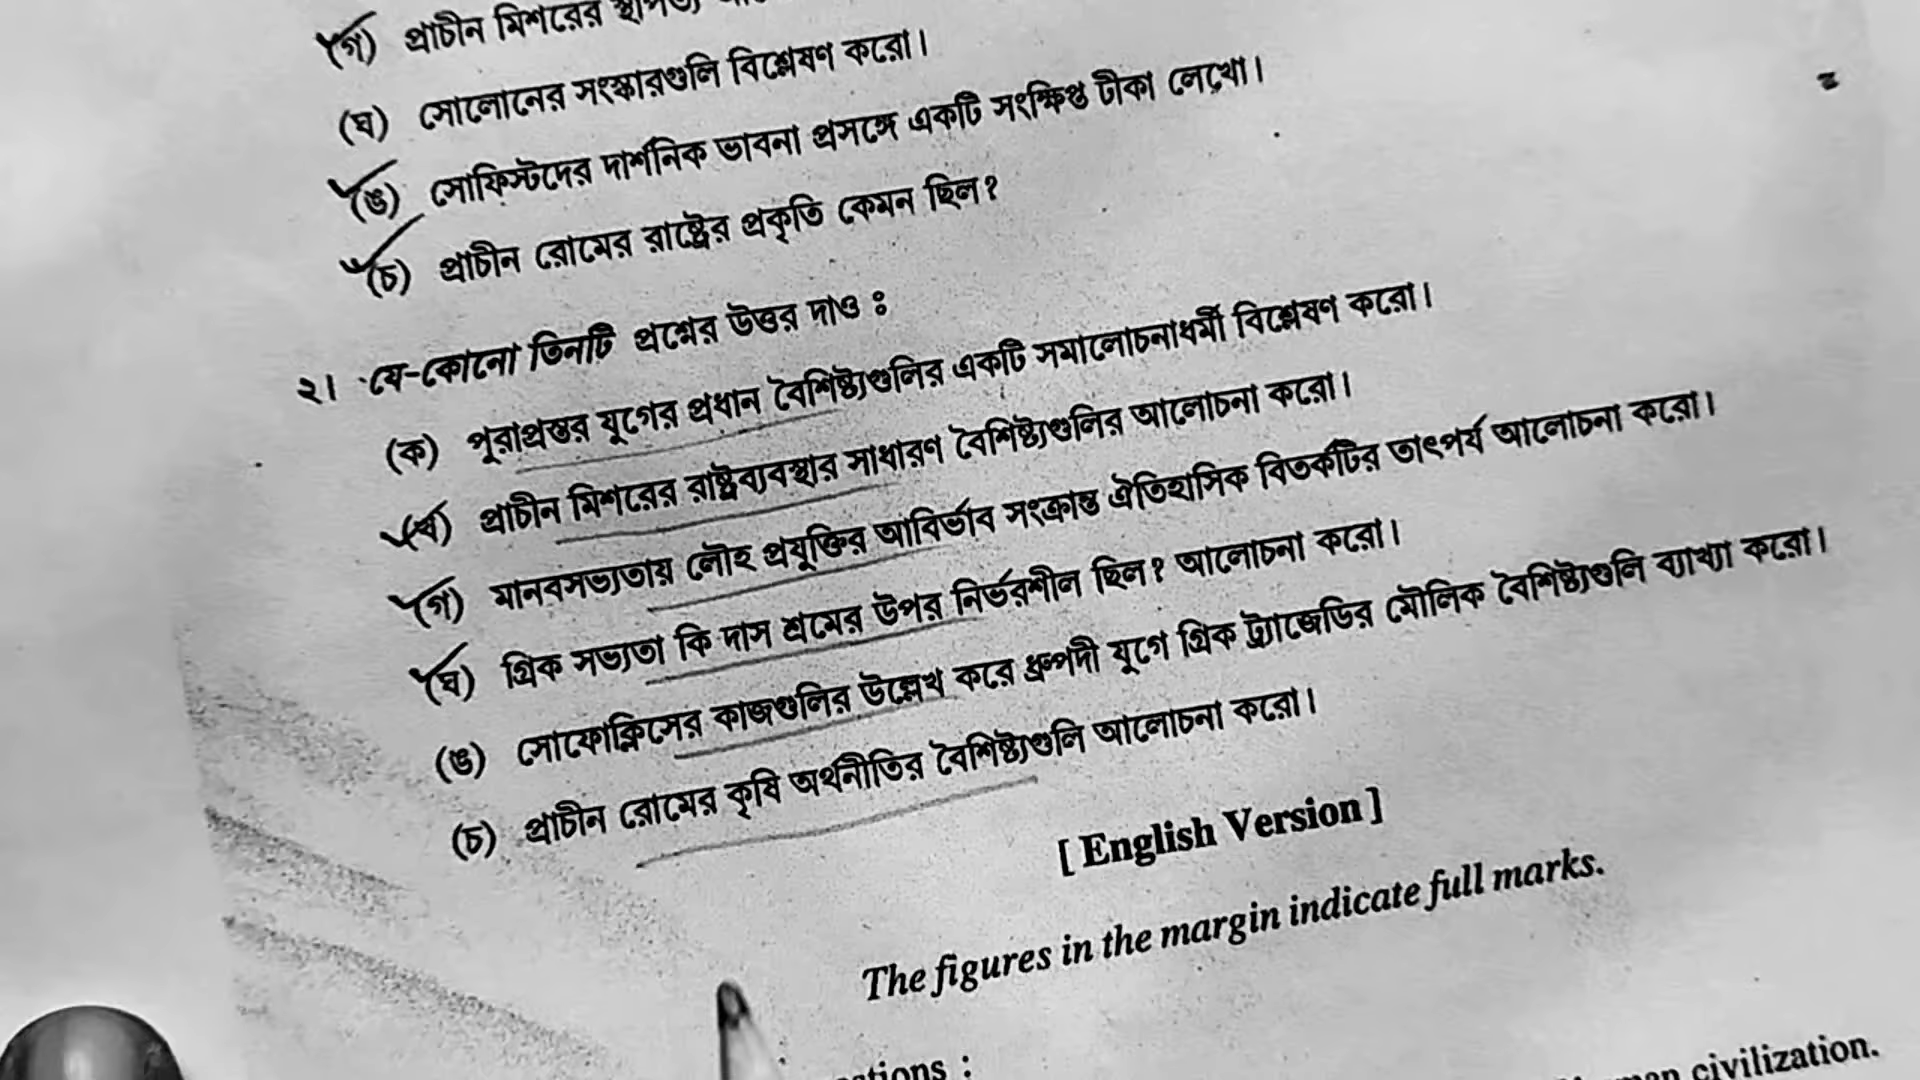 (গ) প্রাচীন মিশরের স্থাপত্য
(ঘ) সোলোনের সংস্কারগুলি বিশ্লেষণ করো।
(ঙ) সোফিস্টদের দার্শনিক ভাবনা প্রসঙ্গে একটি সংক্ষিপ্ত টীকা লেখো।
(চ) প্রাচীন রোমের রাষ্ট্রের প্রকৃতি কেমন ছিল?
২। যে-কোনো তিনটি প্রশ্নের উত্তর দাও ঃ
(ক) পুরাপ্রস্তর যুগের প্রধান বৈশিষ্ট্যগুলির একটি সমালোচনাধর্মী বিশ্লেষণ করো।
(খ) প্রাচীন মিশরের রাষ্ট্রব্যবস্থার সাধারণ বৈশিষ্ট্যগুলির আলোচনা করো।
(গ) মানবসভ্যতায় লৌহ প্রযুক্তির আবির্ভাব সংক্রান্ত ঐতিহাসিক বিতর্কটির তাৎপর্য আলোচনা করো।
(ঘ) গ্রিক সভ্যতা কি দাস শ্রমের উপর নির্ভরশীল ছিল? আলোচনা করো।
(ঙ) সোফোক্লিসের কাজগুলির উল্লেখ করে ধ্রুপদী যুগে গ্রিক ট্র্যাজেডির মৌলিক বৈশিষ্ট্যগুলি ব্যাখ্যা করো।
(চ) প্রাচীন রোমের কৃষি অর্থনীতির বৈশিষ্ট্যগুলি আলোচনা করো।
[ English Version ]
The figures in the margin indicate full marks.
civilization.